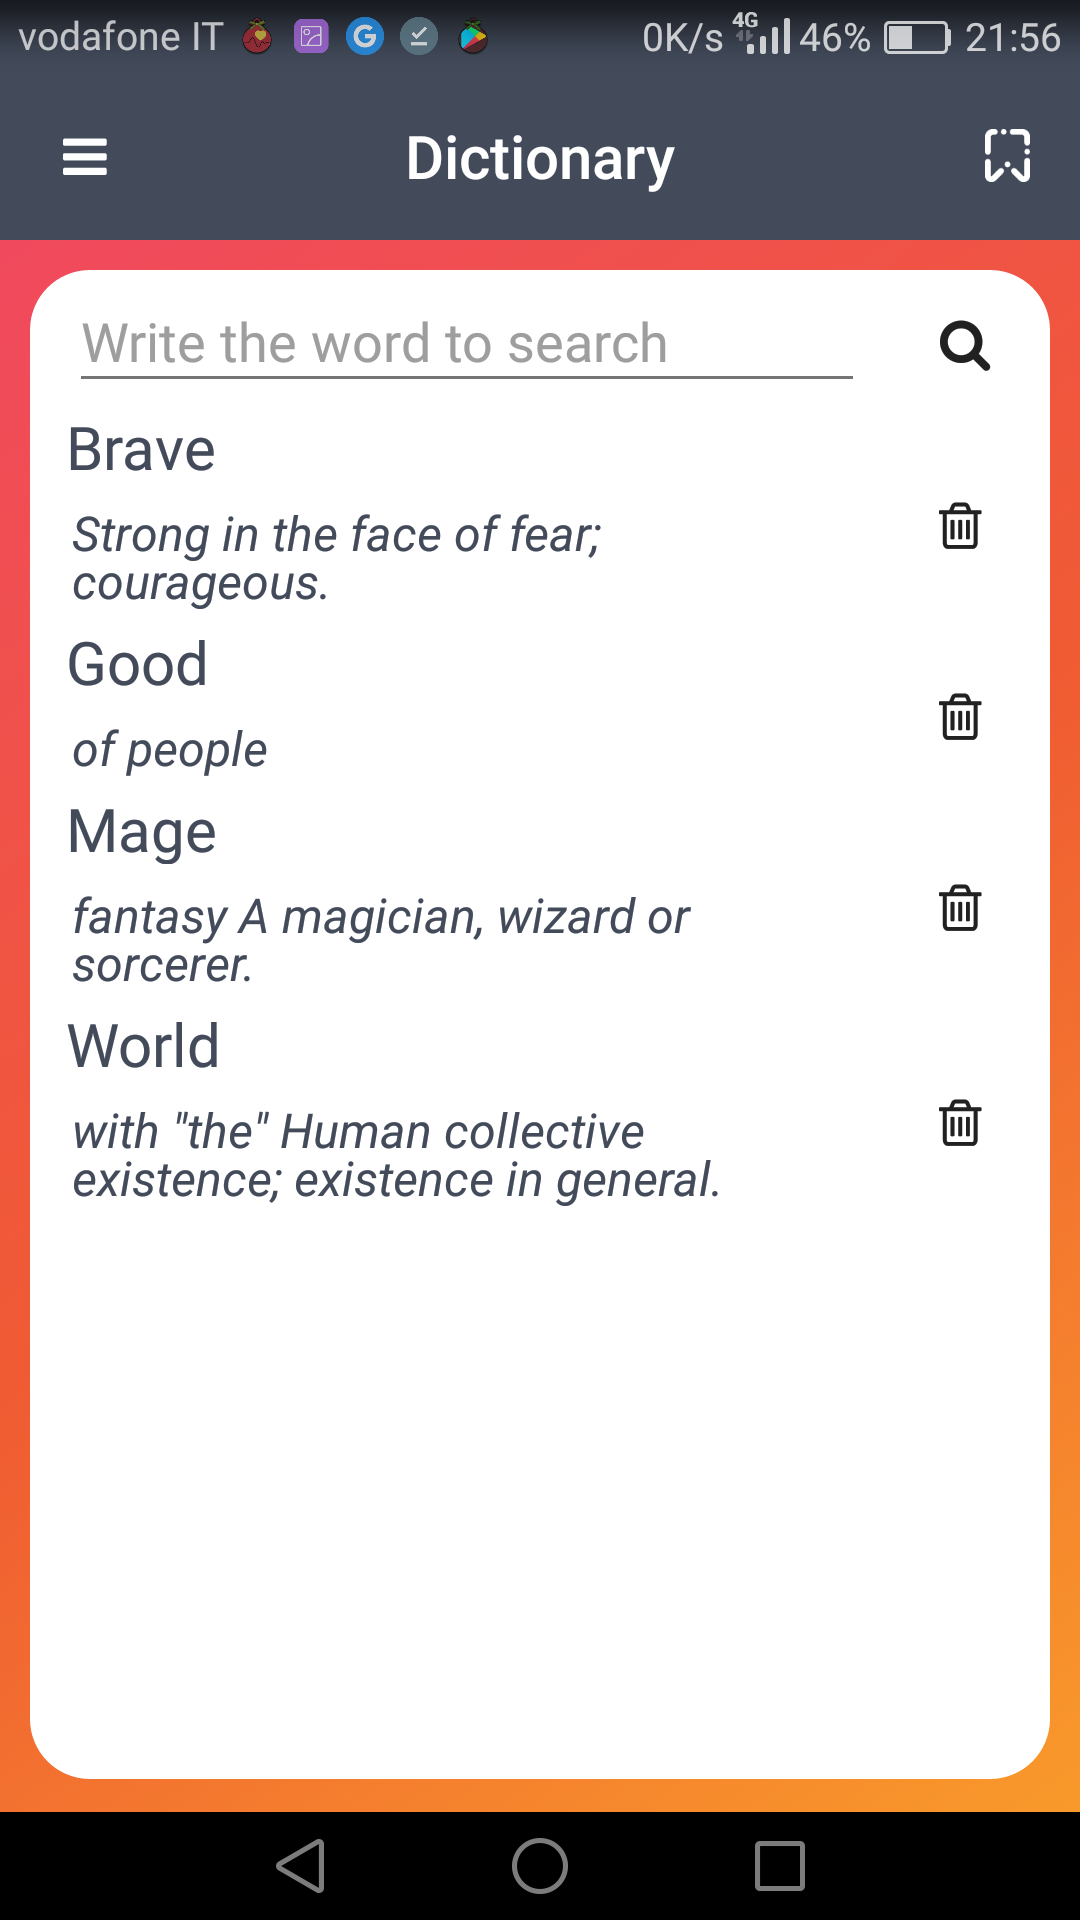 vodafone IT 0K/s 4G 46% 21:56
Dictionary
Write the word to search
Brave
Strong in the face of fear;
courageous.
Good
of people
Mage
fantasy A magician, wizard or
sorcerer.
World
with "the" Human collective
existence; existence in general.